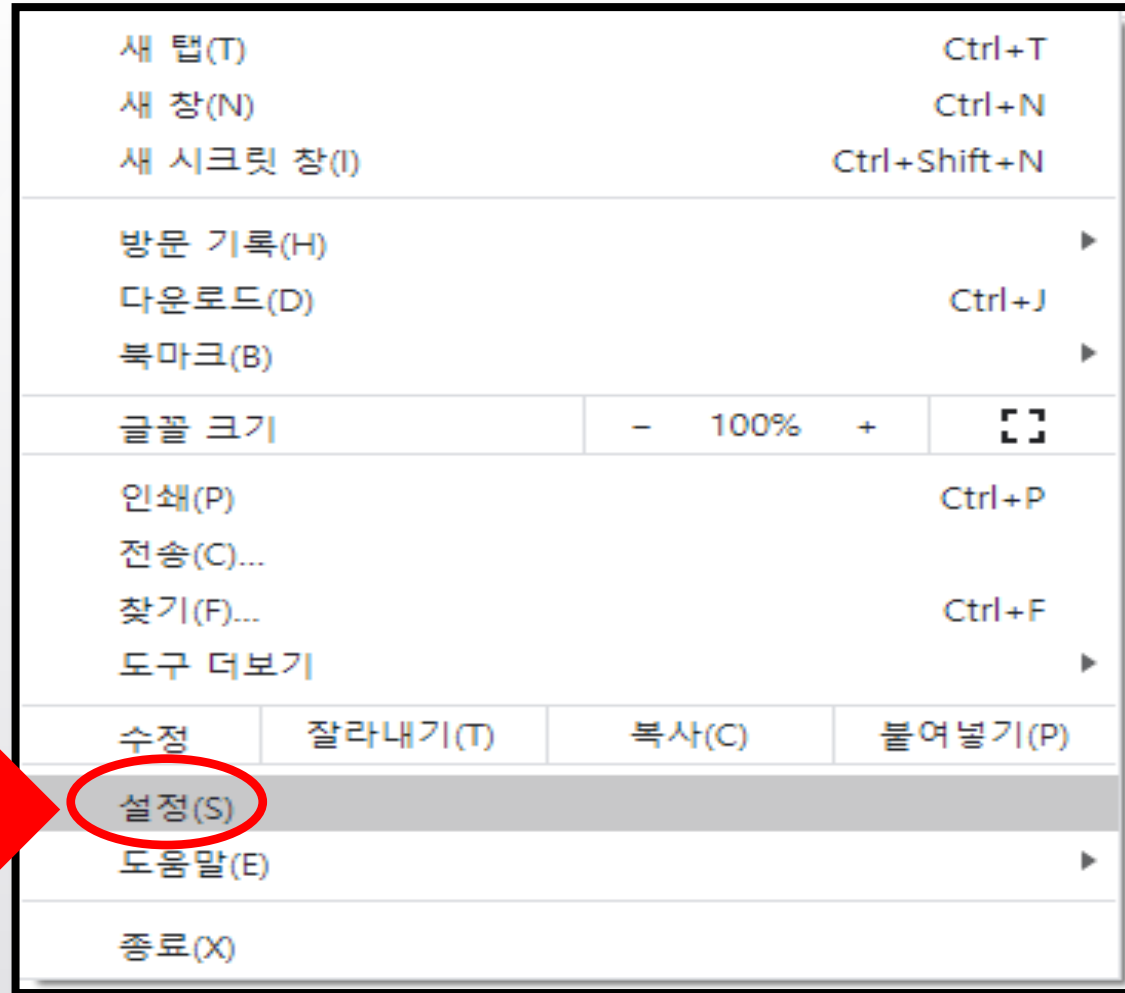 새 탭(T) Ctrl+T
새 창(N) Ctrl+N
새 시크릿 창(I) Ctrl+Shift+N
방문 기록(H)
다운로드(D) Ctrl+J
북마크(B)
글꼴 크기 - 100% +
인쇄(P) Ctrl+P
전송(C)...
찾기(F)... Ctrl+F
도구 더보기
수정 잘라내기(T) 복사(C) 붙여넣기(P)
설정(S)
도움말(E)
종료(X)